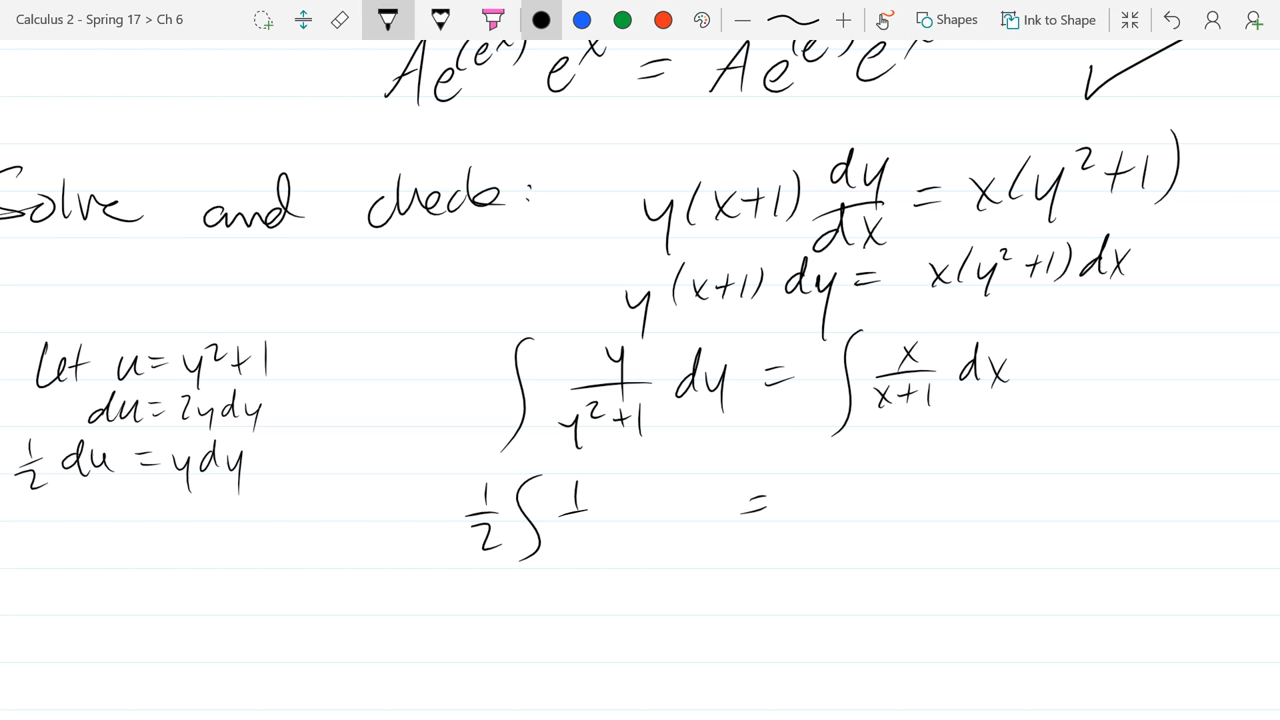 Calculus 2 - Spring 17 > Ch 6 Shapes Ink to Shape
Ae^(e^x) e^x = Ae^(e^x) e^x ✓
Solve and check: y(x+1) dy/dx = x(y²+1)
y(x+1) dy = x(y²+1) dx
Let u = y²+1 ∫ y/(y²+1) dy = ∫ x/(x+1) dx
du = 2y dy
½ du = y dy
½ ∫ 1 =